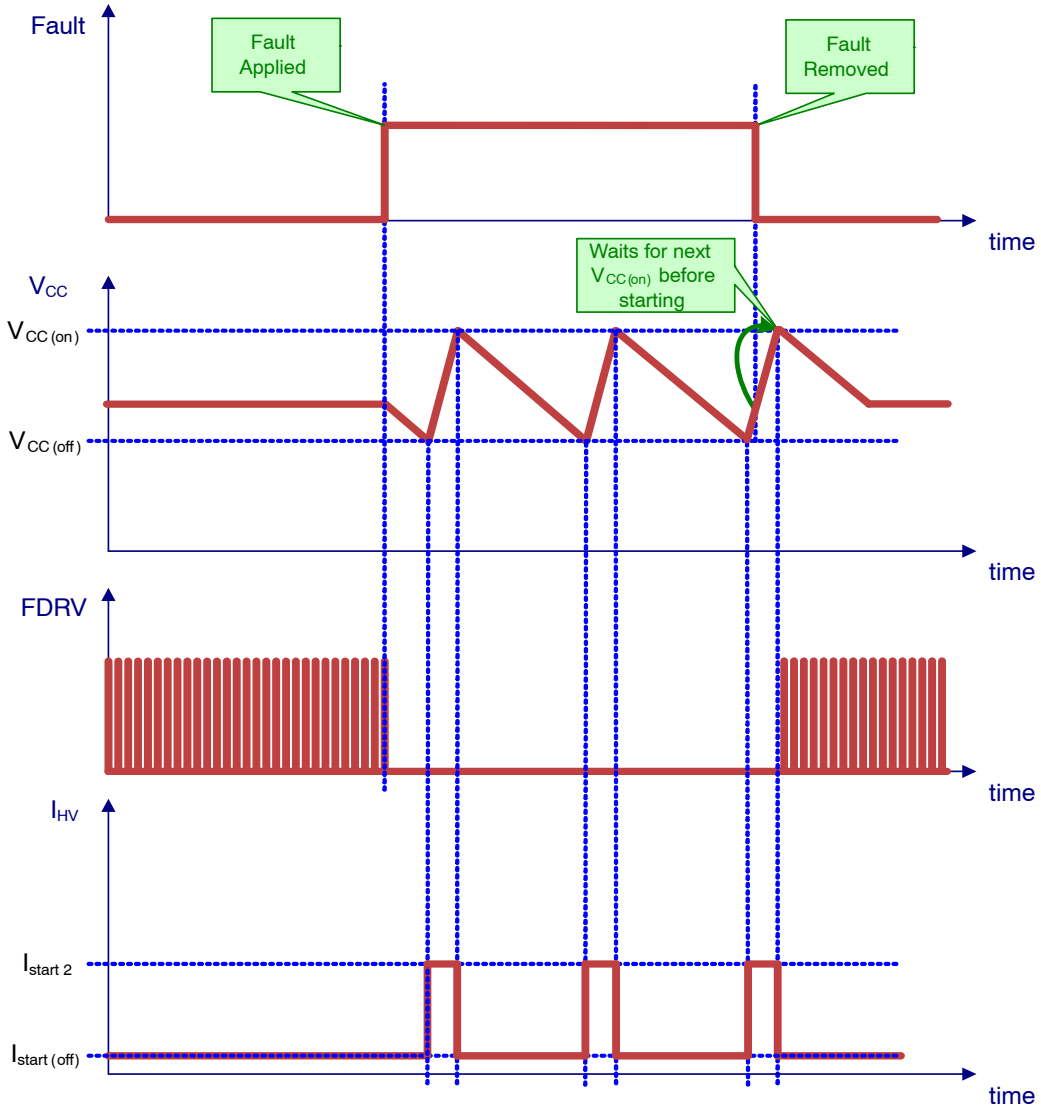 Fault
Fault
Applied
Fault
Removed
time
VCC
Waits for next
VCC(on) before
starting
VCC(on)
VCC(off)
time
FDRV
time
IHV
Istart 2
Istart(off)
time